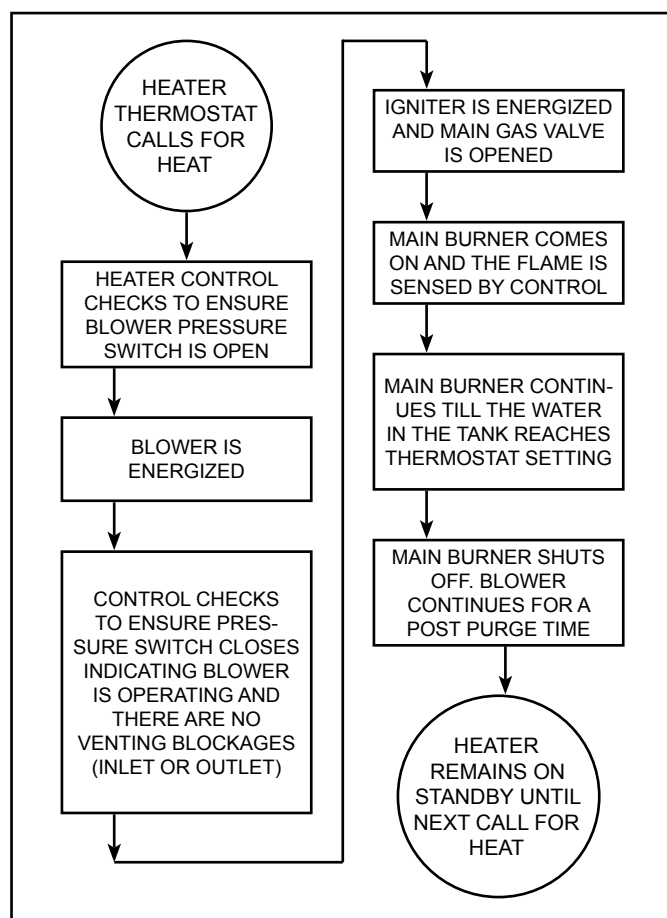 HEATER
THERMOSTAT
CALLS FOR
HEAT
HEATER CONTROL
CHECKS TO ENSURE
BLOWER PRESSURE
SWITCH IS OPEN
BLOWER IS
ENERGIZED
CONTROL CHECKS
TO ENSURE PRES-
SURE SWITCH CLOSES
INDICATING BLOWER
IS OPERATING AND
THERE ARE NO
VENTING BLOCKAGES
(INLET OR OUTLET)
IGNITER IS ENERGIZED
AND MAIN GAS VALVE
IS OPENED
MAIN BURNER COMES
ON AND THE FLAME IS
SENSED BY CONTROL
MAIN BURNER CONTIN-
UES TILL THE WATER
IN THE TANK REACHES
THERMOSTAT SETTING
MAIN BURNER SHUTS
OFF. BLOWER
CONTINUES FOR A
POST PURGE TIME
HEATER
REMAINS ON
STANDBY UNTIL
NEXT CALL FOR
HEAT